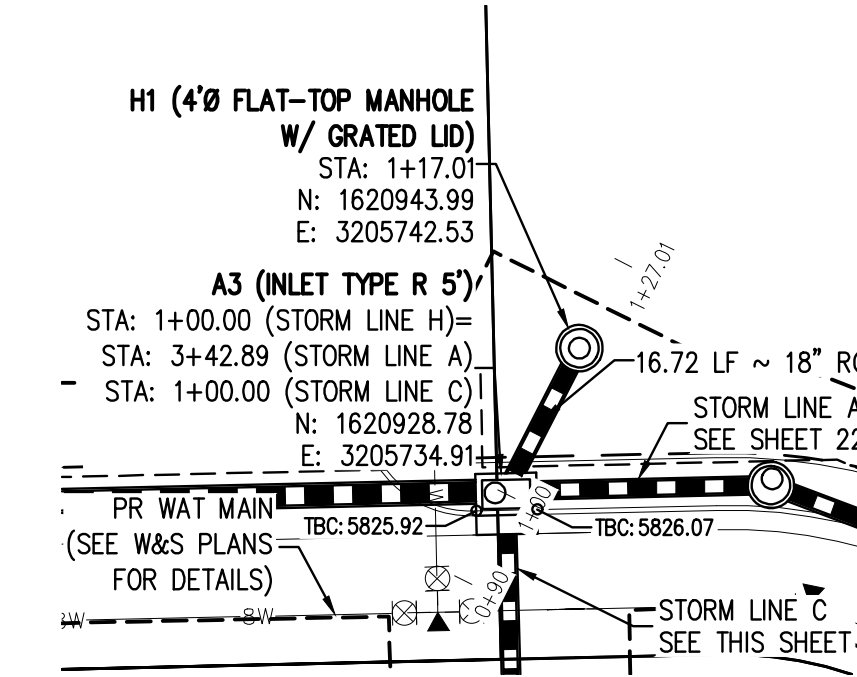 H1 (4'Ø FLAT-TOP MANHOLE
W/ GRATED LID)
STA: 1+17.01
N: 1620943.99
E: 3205742.53
A3 (INLET TYPE R 5')
STA: 1+00.00 (STORM LINE H)=
STA: 3+42.89 (STORM LINE A)
STA: 1+00.00 (STORM LINE C)
N: 1620928.78
E: 3205734.91
1+27.01
16.72 LF ~ 18" RC
STORM LINE A
SEE SHEET 22
W
1+00
PR WAT MAIN
(SEE W&S PLANS
FOR DETAILS)
TBC: 5825.92
TBC: 5826.07
0+90
8W
8W
STORM LINE C
SEE THIS SHEET